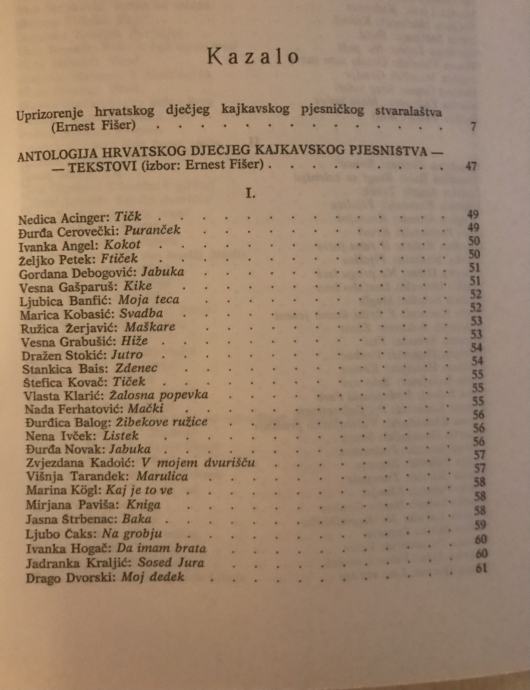 Kazalo
Uprizorenje hrvatskog dječjeg kajkavskog pjesničkog stvaralaštva
(Ernest Fišer) . . . . . . . . . . . . . 7
ANTOLOGIJA HRVATSKOG DJEČJEG KAJKAVSKOG PJESNIŠTVA —
— TEKSTOVI (izbor: Ernest Fišer) . . . . . . . . 47
I.
Nedica Acinger: Tičk . . . . . . . . . . . 49
Đurđa Cerovečki: Puranček . . . . . . . . . . 49
Ivanka Angel: Kokot . . . . . . . . . . . 50
Željko Petek: Ftiček . . . . . . . . . . . 50
Gordana Debogović: Jabuka . . . . . . . . . . 51
Vesna Gašparuš: Kike . . . . . . . . . . . 51
Ljubica Banfić: Moja teca . . . . . . . . . . 52
Marica Kobasić: Svadba . . . . . . . . . . 52
Ružica Žerjavić: Maškare . . . . . . . . . . 53
Vesna Grabušić: Hiže . . . . . . . . . . . 53
Dražen Stokić: Jutro . . . . . . . . . . . 54
Stankica Bais: Zdenec . . . . . . . . . . 54
Štefica Kovač: Tiček . . . . . . . . . . . 55
Vlasta Klarić: Žalosna popevka . . . . . . . . . 55
Nada Ferhatović: Mački . . . . . . . . . . 55
Đurđica Balog: Žibekove ružice . . . . . . . . . 56
Nena Ivček: Listek . . . . . . . . . . . 56
Đurđa Novak: Jabuka . . . . . . . . . . . 56
Zvjezdana Kadoić: V mojem dvurišču . . . . . . . 57
Višnja Tarandek: Marulica . . . . . . . . . . 57
Marina Kögl: Kaj je to ve . . . . . . . . . . 58
Mirjana Paviša: Kniga . . . . . . . . . . 58
Jasna Štrbenac: Baka . . . . . . . . . . . 58
Ljubo Čaks: Na grobju . . . . . . . . . . 59
Ivanka Hogač: Da imam brata . . . . . . . . . 60
Jadranka Kraljić: Sosed Jura . . . . . . . . . 60
Drago Dvorski: Moj dedek . . . . . . . . . . 61